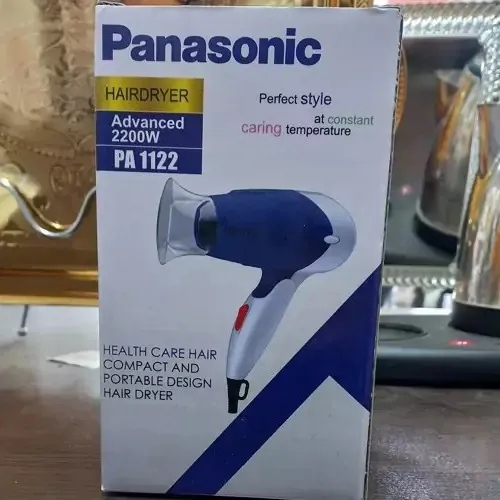 Panasonic
HAIRDRYER
Advanced
2200W
PA 1122
Perfect style
at constant
caring temperature
HEALTH CARE HAIR
COMPACT AND
PORTABLE DESIGN
HAIR DRYER